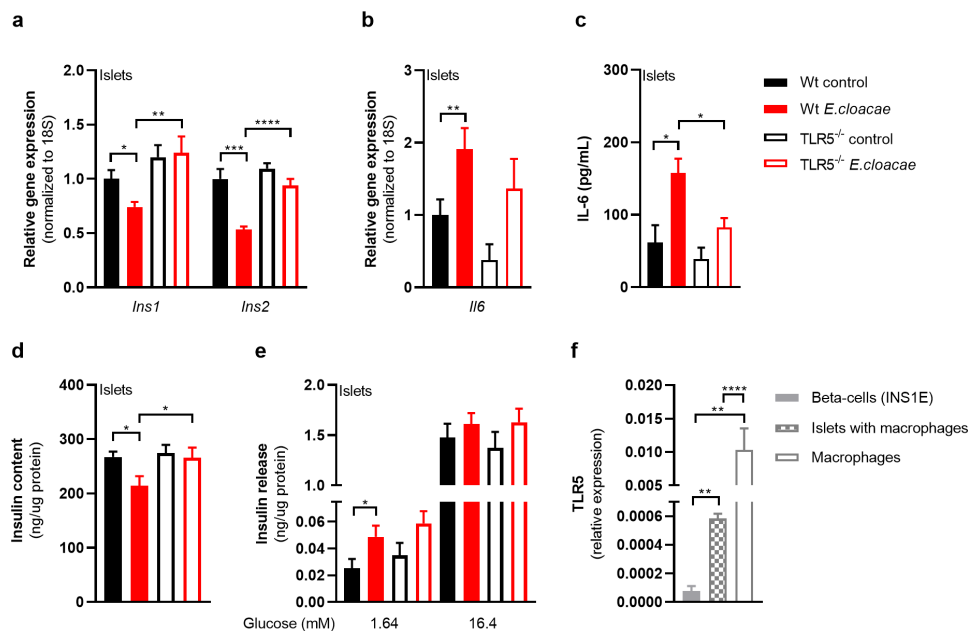 a
Islets
Relative gene expression
(normalized to 18S)
2.0
1.5
1.0
0.5
0.0
*
**
***
****
Ins1
Ins2
b
Islets
Relative gene expression
(normalized to 18S)
3
2
1
0
**
Il6
c
Islets
IL-6 (pg/mL)
300
200
100
0
*
*
Wt control
Wt E.cloacae
TLR5-/- control
TLR5-/- E.cloacae
d
Islets
Insulin content
(ng/ug protein)
400
300
200
100
0
*
*
e
Islets
Insulin release
(ng/ug protein)
2.0
1.5
1.0
0.06
0.04
0.02
0.00
*
Glucose (mM)
1.64
16.4
f
TLR5
(relative expression)
0.020
0.015
0.010
0.005
0.0006
0.0004
0.0002
0.0000
****
**
**
Beta-cells (INS1E)
Islets with macrophages
Macrophages